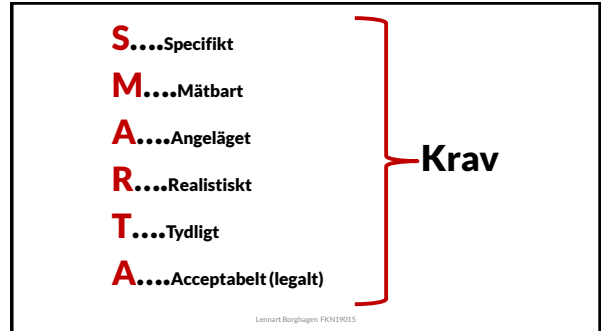 S....Specifikt
M....Mätbart
A....Angeläget
R....Realistiskt
T....Tydligt
A....Acceptabelt (legalt)
Krav
Lennart Borghagen FKN19015